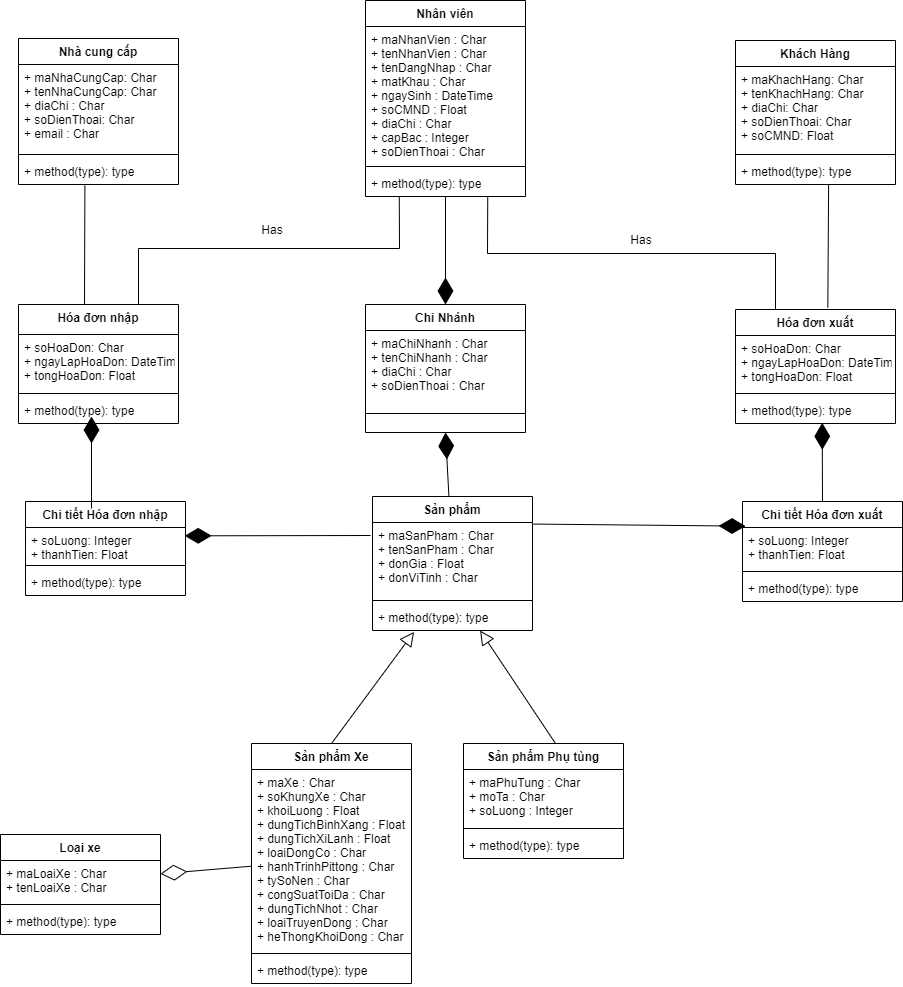 Nhân viên
+ maNhanVien : Char
+ tenNhanVien : Char
+ tenDangNhap : Char
+ matKhau : Char
+ ngaySinh : DateTime
+ soCMND : Float
+ diaChi : Char
+ capBac : Integer
+ soDienThoai : Char
+ method(type): type
Nhà cung cấp
+ maNhaCungCap: Char
+ tenNhaCungCap: Char
+ diaChi : Char
+ soDienThoai: Char
+ email : Char
+ method(type): type
Khách Hàng
+ maKhachHang: Char
+ tenKhachHang: Char
+ diaChi: Char
+ soDienThoai: Char
+ soCMND: Float
+ method(type): type
Has
Has
Hóa đơn nhập
+ soHoaDon: Char
+ ngayLapHoaDon: DateTim
+ tongHoaDon: Float
+ method(type): type
Chi Nhánh
+ maChiNhanh : Char
+ tenChiNhanh : Char
+ diaChi : Char
+ soDienThoai : Char
Hóa đơn xuất
+ soHoaDon: Char
+ ngayLapHoaDon: DateTim
+ tongHoaDon: Float
+ method(type): type
Chi tiết Hóa đơn nhập
+ soLuong: Integer
+ thanhTien: Float
+ method(type): type
Sản phẩm
+ maSanPham : Char
+ tenSanPham : Char
+ donGia : Float
+ donViTinh : Char
+ method(type): type
Chi tiết Hóa đơn xuất
+ soLuong: Integer
+ thanhTien: Float
+ method(type): type
Sản phẩm Xe
+ maXe : Char
+ soKhungXe : Char
+ khoiLuong : Float
+ dungTichBinhXang : Float
+ dungTichXiLanh : Float
+ loaiDongCo : Char
+ hanhTrinhPittong : Char
+ tySoNen : Char
+ congSuatToiDa : Char
+ dungTichNhot : Char
+ loaiTruyenDong : Char
+ heThongKhoiDong : Char
+ method(type): type
Sản phẩm Phụ tùng
+ maPhuTung : Char
+ moTa : Char
+ soLuong : Integer
+ method(type): type
Loại xe
+ maLoaiXe : Char
+ tenLoaiXe : Char
+ method(type): type